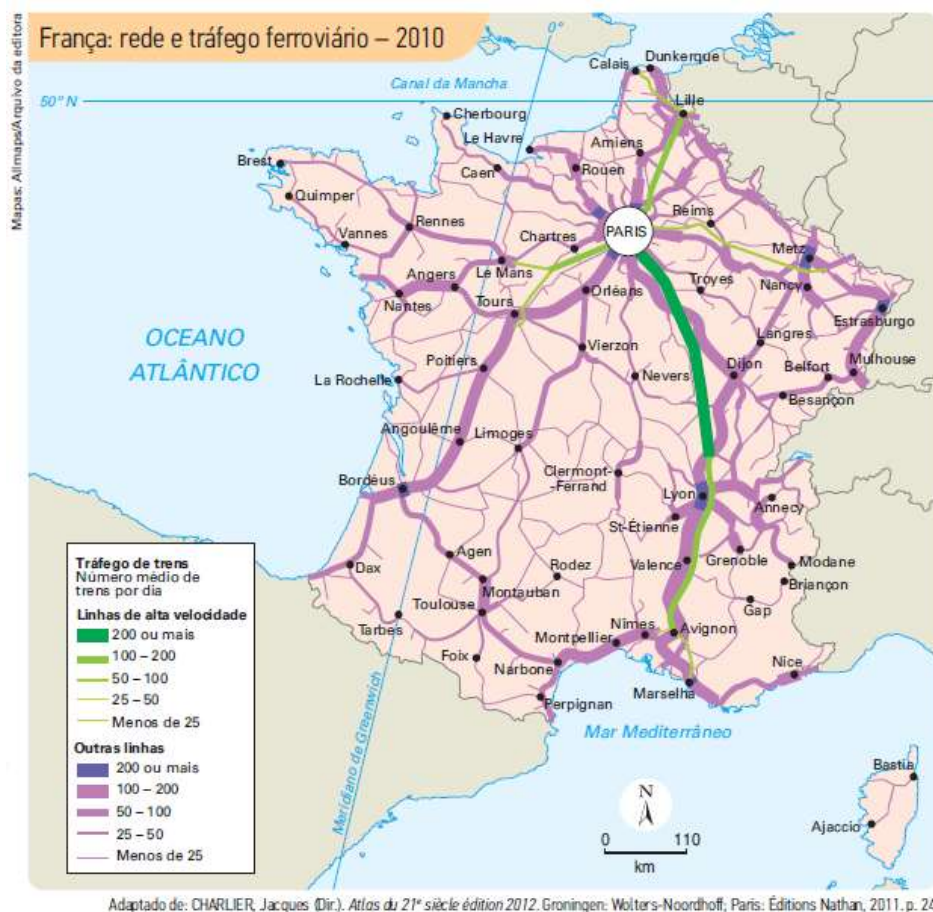 França: rede e tráfego ferroviário – 2010
Mapas: Allmaps/Arquivo da editora
0°
50° N
Canal da Mancha
Calais
Dunkerque
Lille
Cherbourg
Le Havre
Amiens
Rouen
Caen
Brest
Quimper
Reims
PARIS
Metz
Rennes
Chartres
Vannes
Le Mans
Troyes
Nancy
Angers
Orléans
Estrasburgo
Nantes
Tours
Langres
OCEANO
ATLÂNTICO
Vierzon
Mulhouse
Poitiers
Nevers
Dijon
Belfort
La Rochelle
Besançon
Angoulême
Limoges
Clermont-
-Ferrand
Bordéus
Lyon
Annecy
St-Étienne
Agen
Rodez
Valence
Grenoble
Modane
Dax
Montauban
Briançon
Toulouse
Gap
Tarbes
Nîmes
Avignon
Montpellier
Foix
Narbone
Nice
Marselha
Perpignan
Mar Mediterrâneo
Meridiano de Greenwich
Bastia
Ajaccio
N
0 110
km
Tráfego de trens
Número médio de
trens por dia
Linhas de alta velocidade
200 ou mais
100 – 200
50 – 100
25 – 50
Menos de 25
Outras linhas
200 ou mais
100 – 200
50 – 100
25 – 50
Menos de 25
Adaptado de: CHARLIER, Jacques (Dir.). Atlas du 21e siècle édition 2012. Groningen: Wolters-Noordhoff; Paris: Éditions Nathan, 2011. p. 24